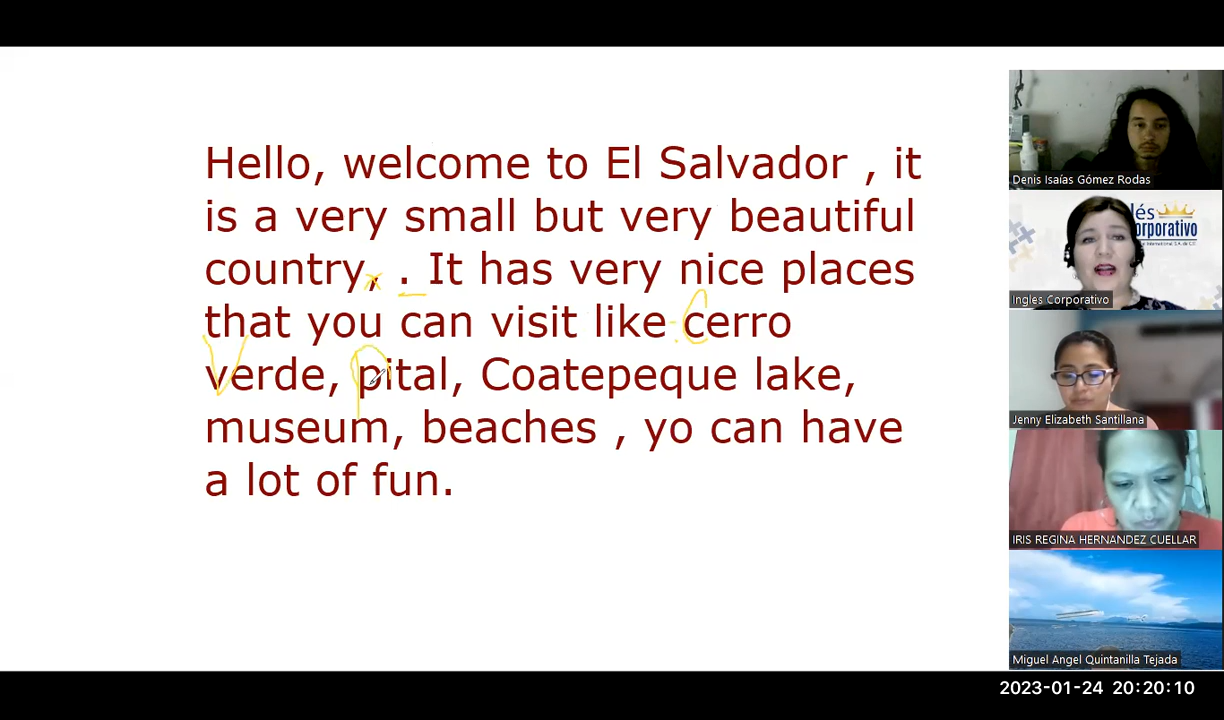 Hello, welcome to El Salvador , it
is a very small but very beautiful
country, . It has very nice places
that you can visit like cerro
verde, pital, Coatepeque lake,
museum, beaches , yo can have
a lot of fun.
C
V
P
Denis Isaías Gómez Rodas
lés
orporativo
Ingles Corporativo
Jenny Elizabeth Santillana
IRIS REGINA HERNANDEZ CUELLAR
Miguel Angel Quintanilla Tejada
2023-01-24 20:20:10